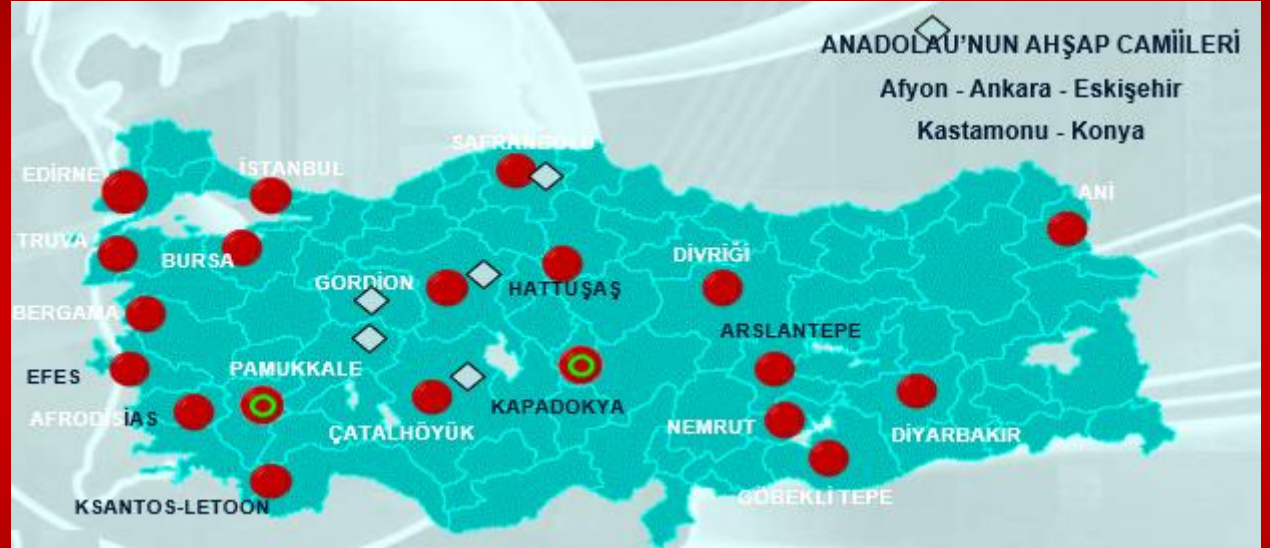 ANADOLAU'NUN AHŞAP CAMİİLERİ
Afyon - Ankara - Eskişehir
Kastamonu - Konya
SAFRANBOLU
EDİRNE
İSTANBUL
ANİ
TRUVA
BURSA
DİVRİĞİ
GORDİON
HATTUŞAŞ
BERGAMA
ARSLANTEPE
PAMUKKALE
EFES
KAPADOKYA
AFRODİSİAS
ÇATALHÖYÜK
NEMRUT
DİYARBAKIR
GÖBEKLİ TEPE
KSANTOS-LETOON